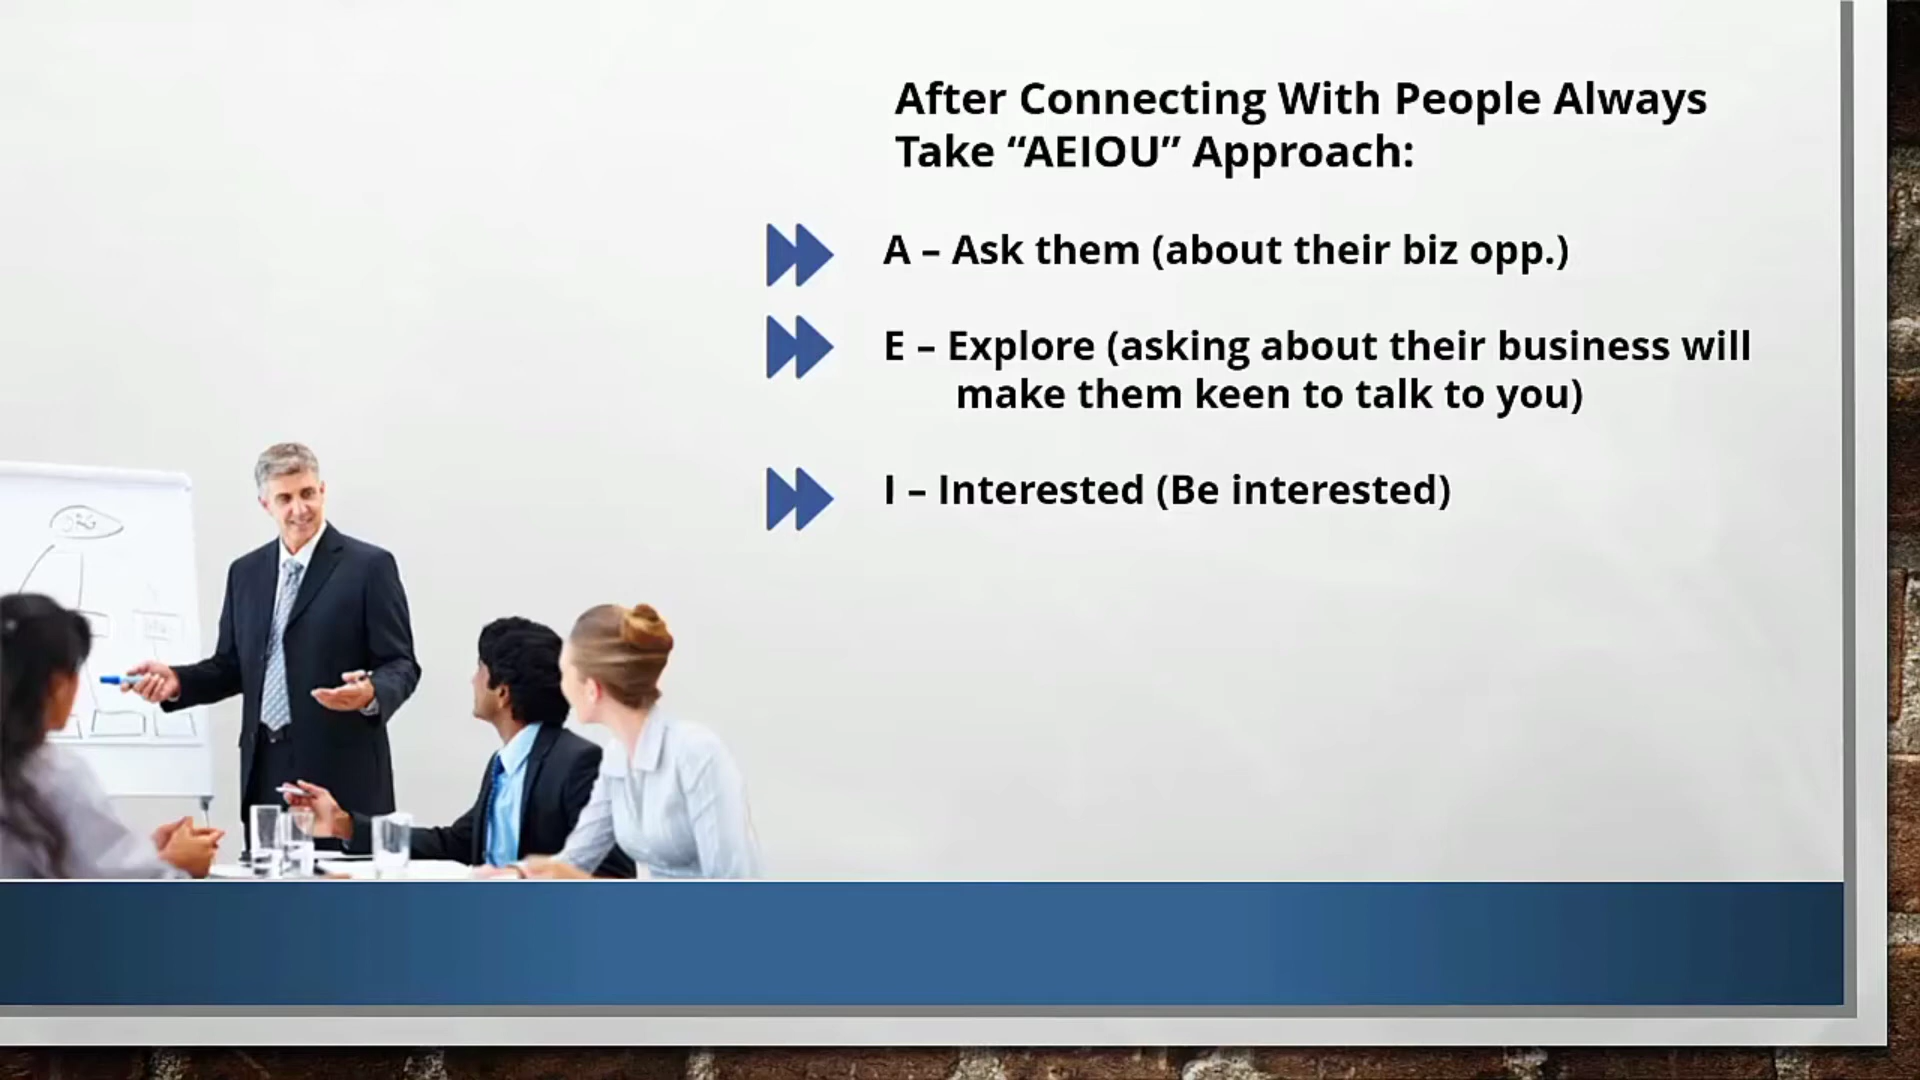 After Connecting With People Always
Take “AEIOU” Approach:
A – Ask them (about their biz opp.)
E – Explore (asking about their business will
make them keen to talk to you)
I – Interested (Be interested)
ORG